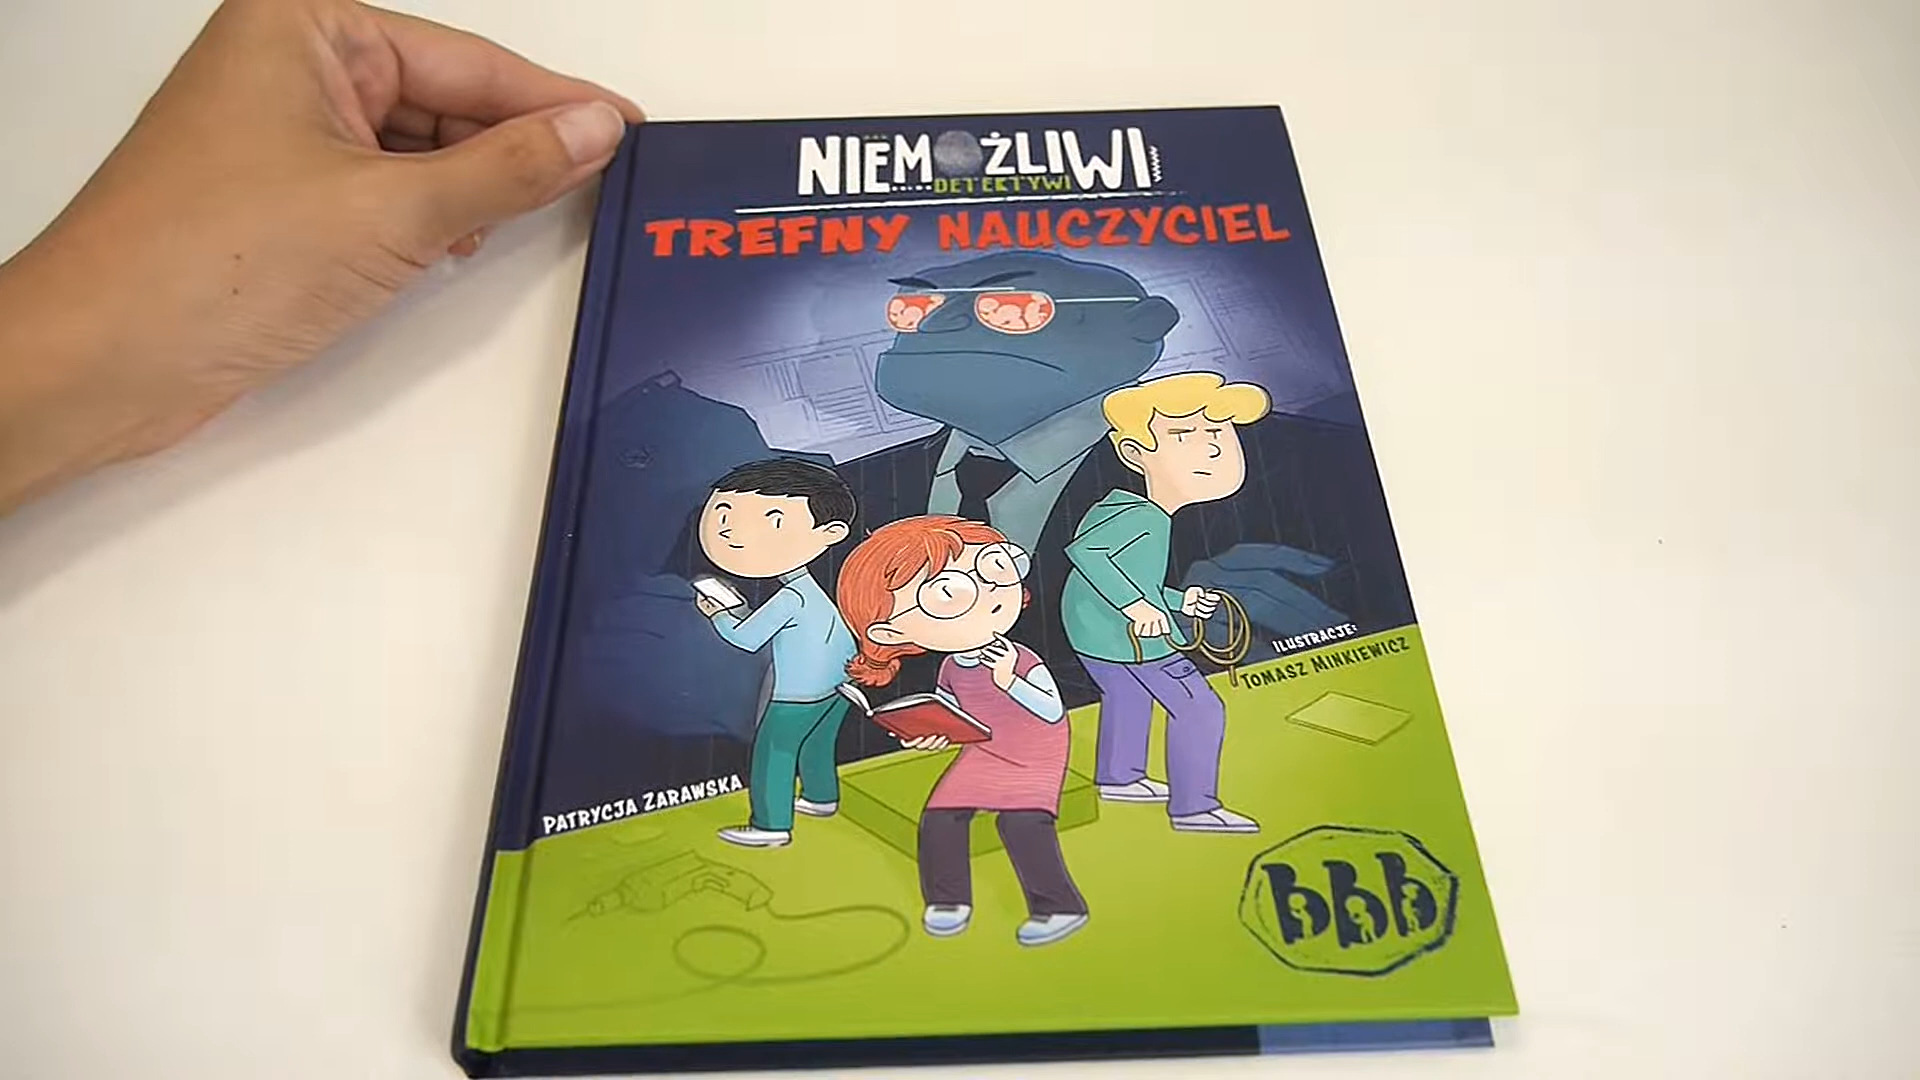 NIEMOŻLIWI
DETEKTYWI
TREFNY NAUCZYCIEL
ILUSTRACJE:
TOMASZ MINKIEWICZ
PATRYCJA ZARAWSKA
BBB